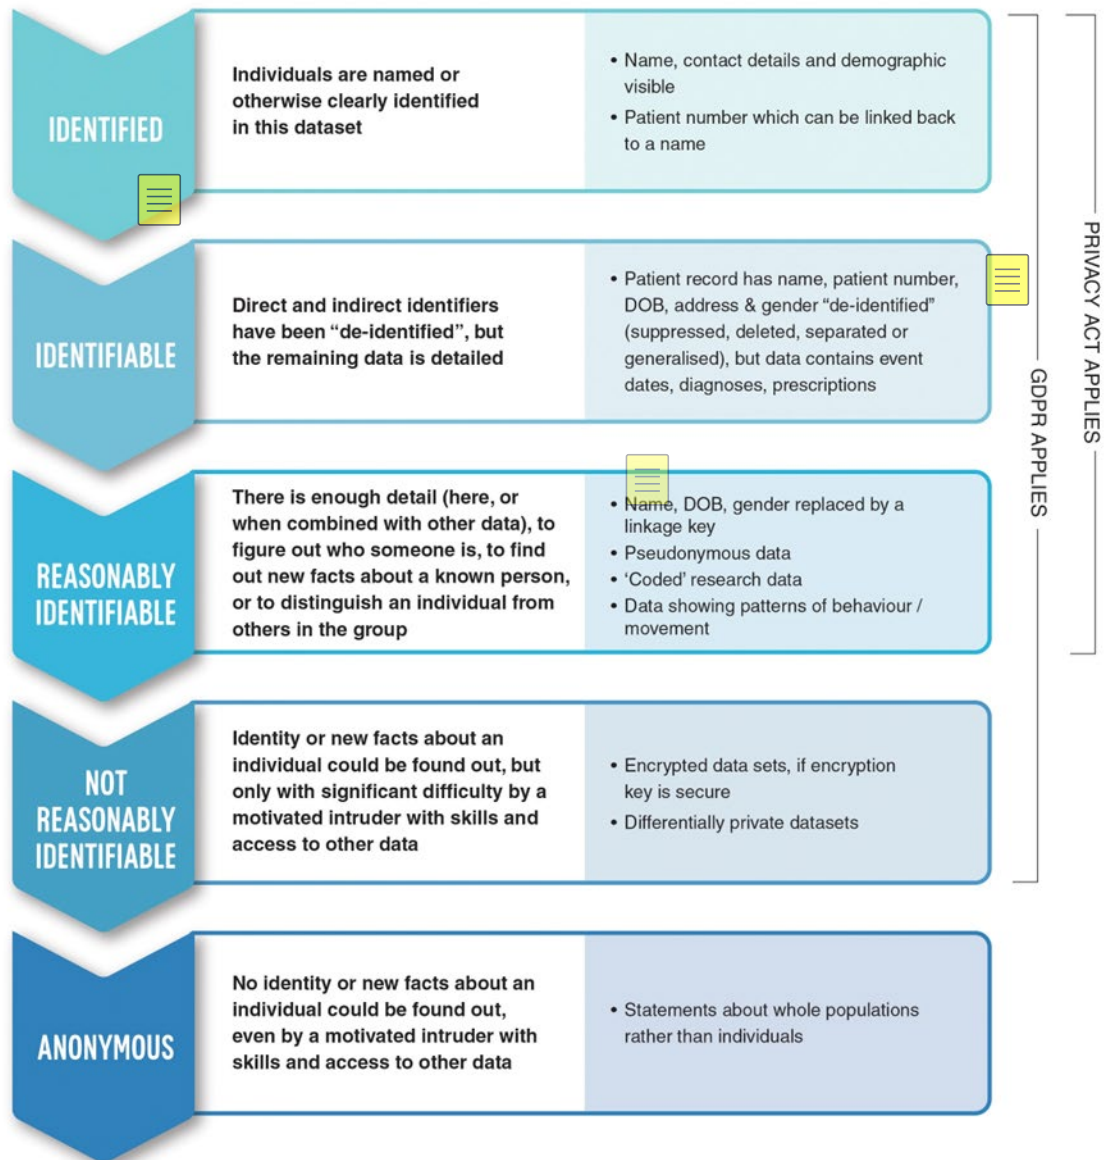 IDENTIFIED
Individuals are named or
otherwise clearly identified
in this dataset
• Name, contact details and demographic
visible
• Patient number which can be linked back
to a name
IDENTIFIABLE
Direct and indirect identifiers
have been “de-identified”, but
the remaining data is detailed
• Patient record has name, patient number,
DOB, address & gender “de-identified”
(suppressed, deleted, separated or
generalised), but data contains event
dates, diagnoses, prescriptions
REASONABLY
IDENTIFIABLE
There is enough detail (here, or
when combined with other data), to
figure out who someone is, to find
out new facts about a known person,
or to distinguish an individual from
others in the group
• Name, DOB, gender replaced by a
linkage key
• Pseudonymous data
• ‘Coded’ research data
• Data showing patterns of behaviour /
movement
NOT
REASONABLY
IDENTIFIABLE
Identity or new facts about an
individual could be found out, but
only with significant difficulty by a
motivated intruder with skills and
access to other data
• Encrypted data sets, if encryption
key is secure
• Differentially private datasets
ANONYMOUS
No identity or new facts about an
individual could be found out,
even by a motivated intruder with
skills and access to other data
• Statements about whole populations
rather than individuals
GDPR APPLIES
PRIVACY ACT APPLIES